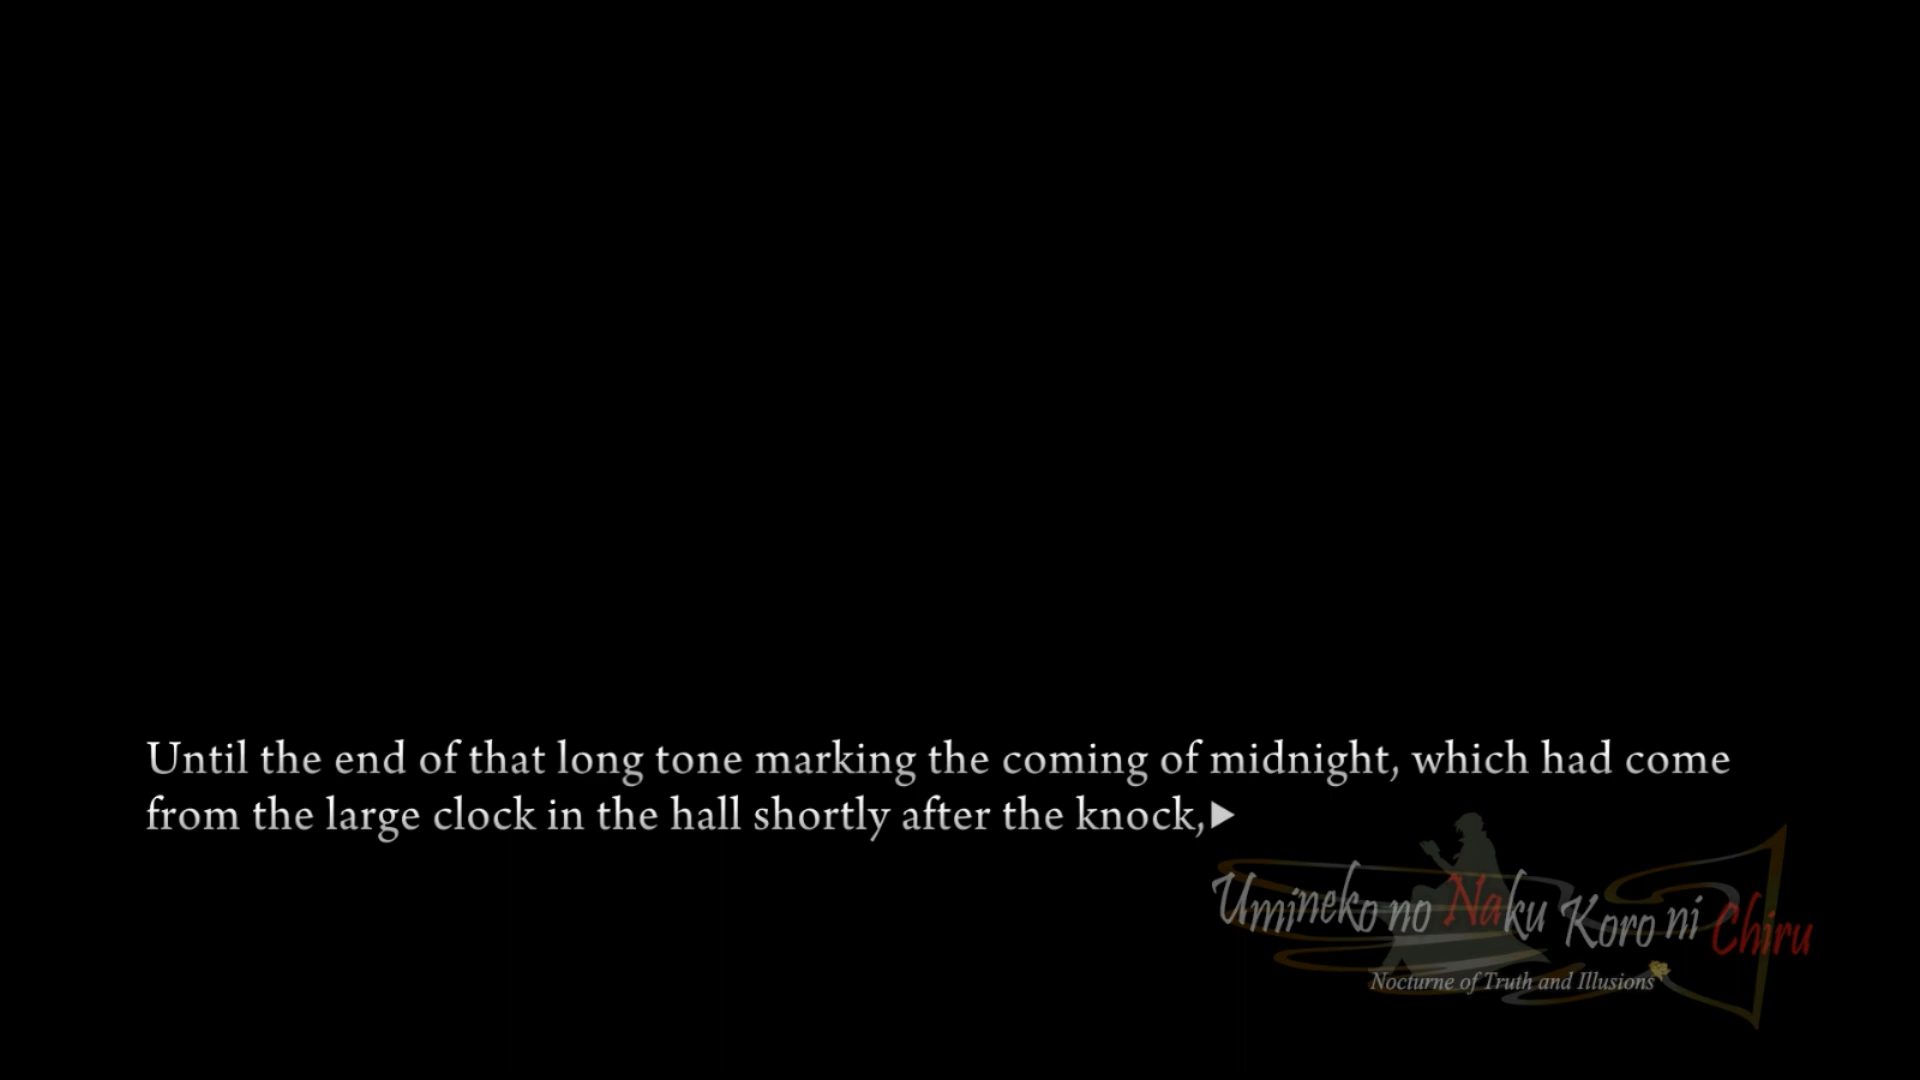 Until the end of that long tone marking the coming of midnight, which had come
from the large clock in the hall shortly after the knock,
Umineko no Naku Koro ni Chiru
Nocturne of Truth and Illusions